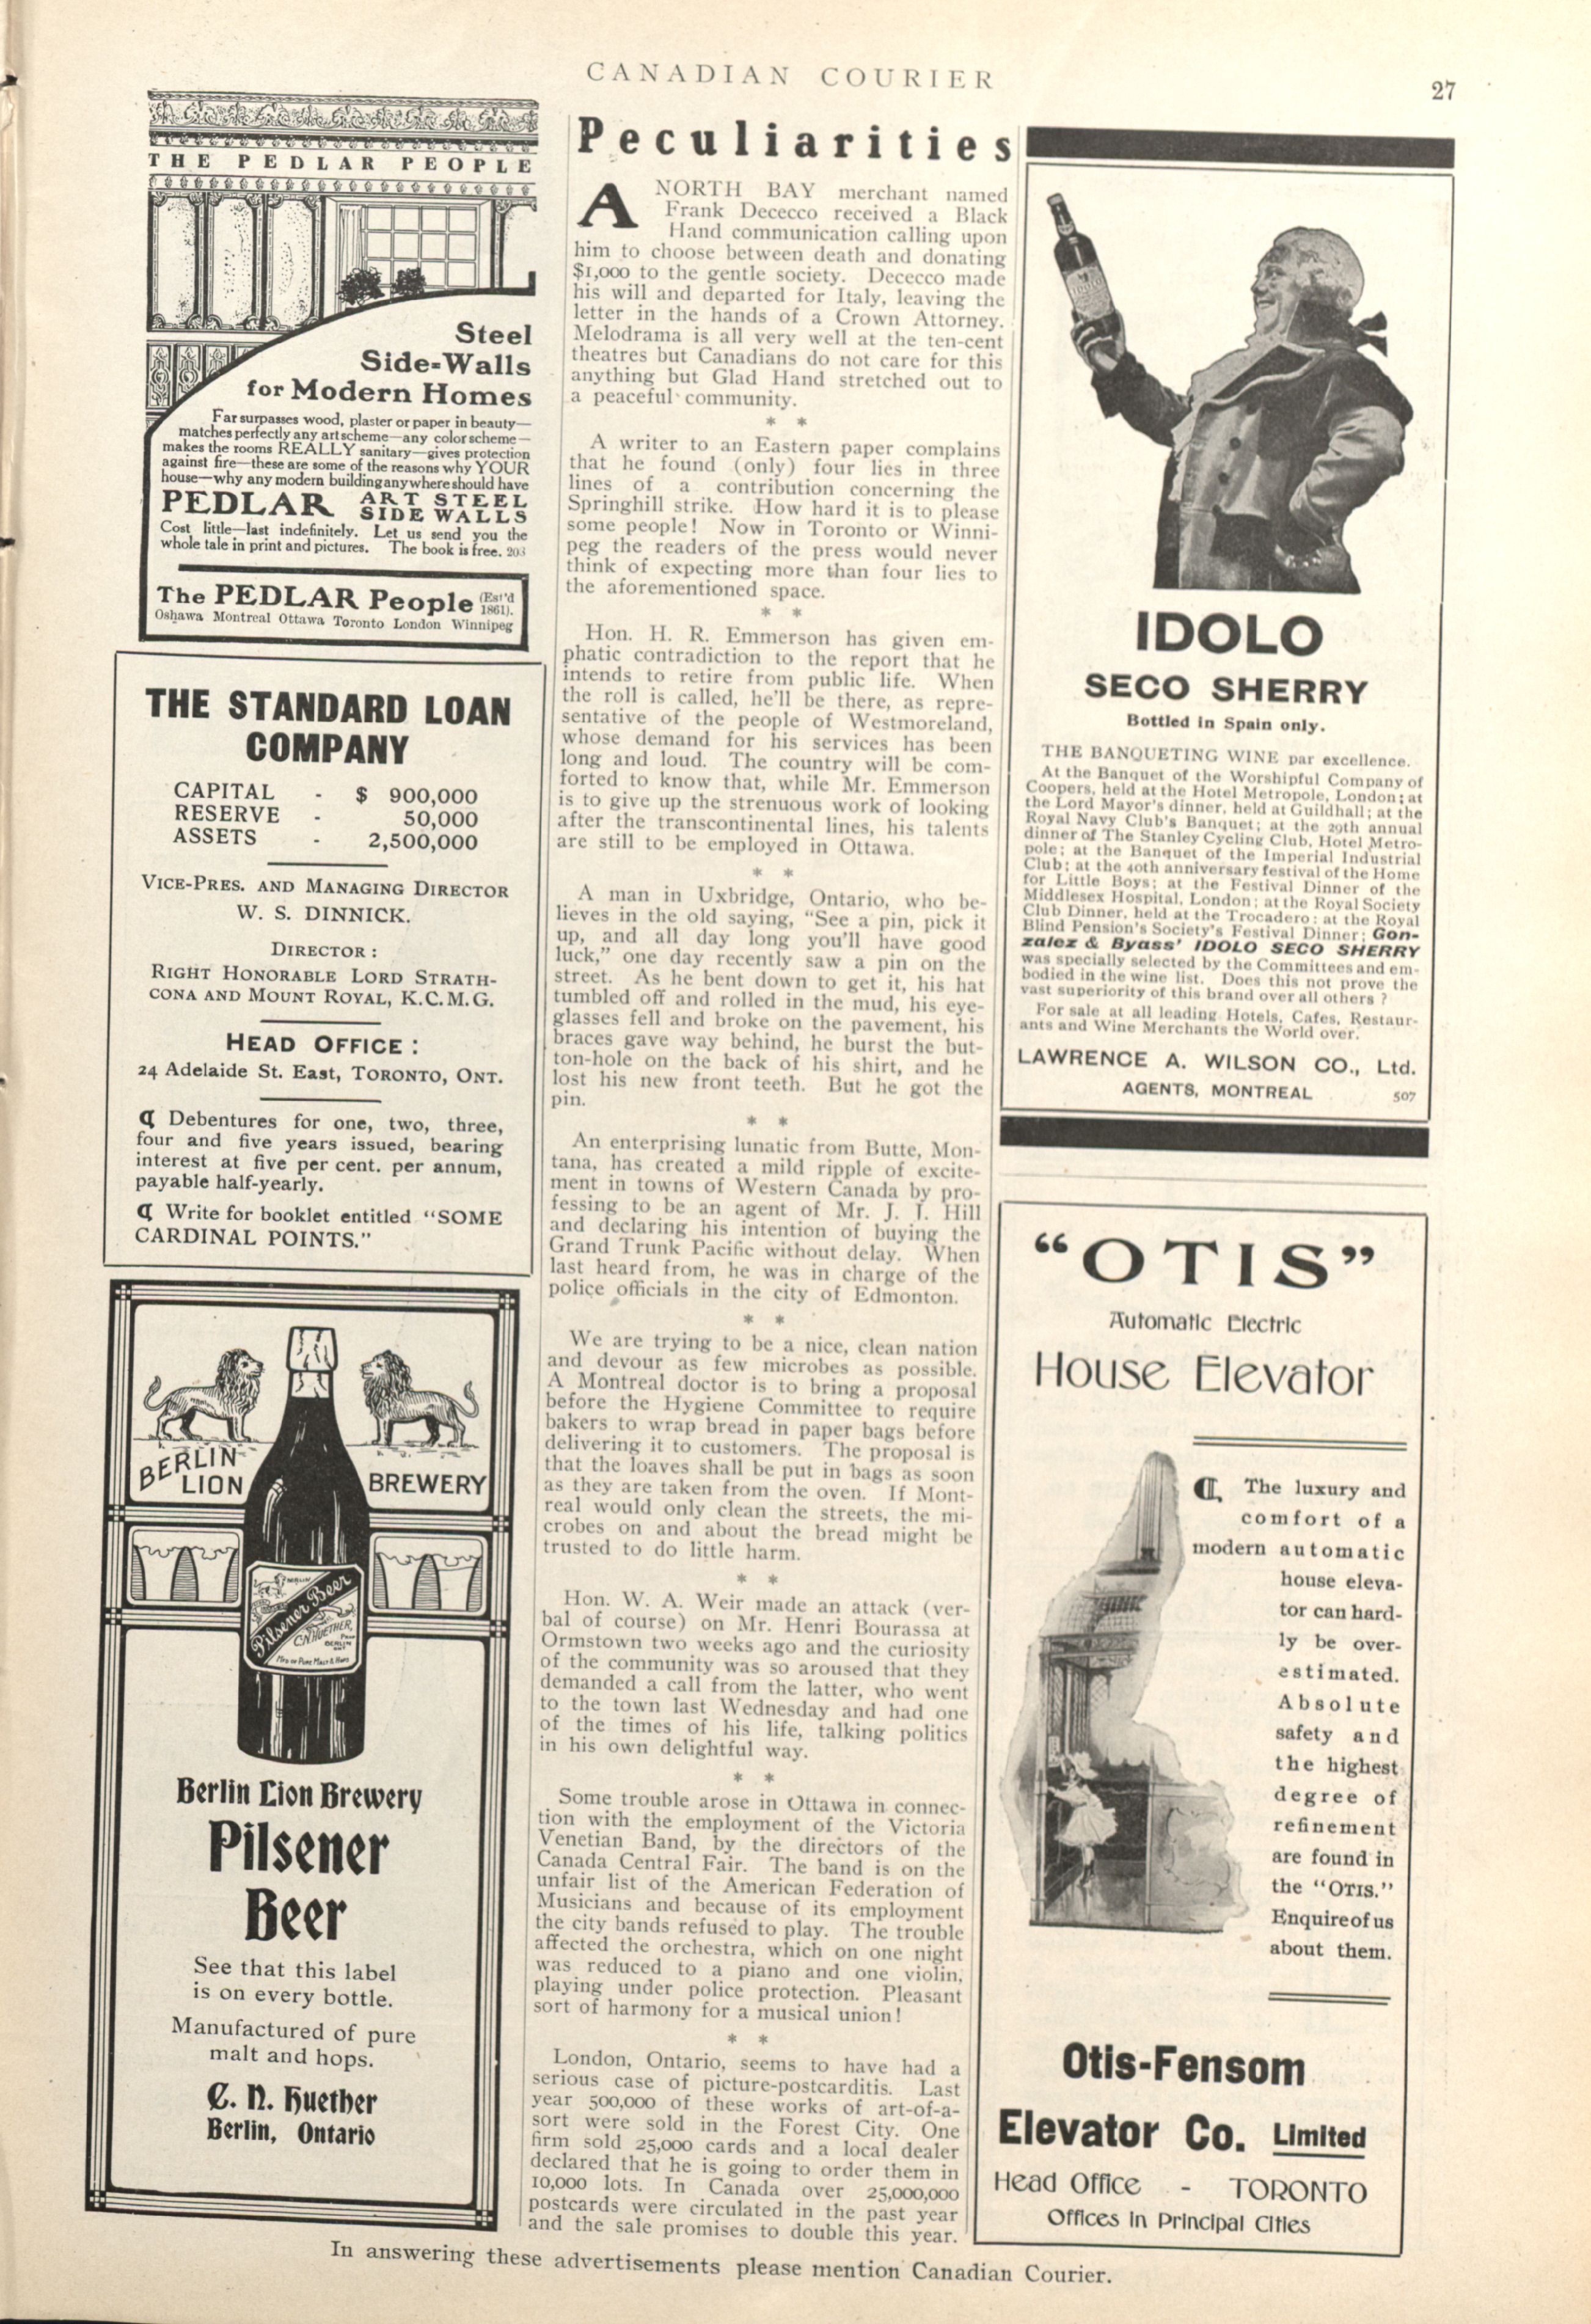 CANADIAN COURIER
27
THE PEDLAR PEOPLE
Steel
Side-Walls
for Modern Homes
Far surpasses wood, plaster or paper in beauty—
matches perfectly any art scheme—any color scheme—
makes the rooms REALLY sanitary—gives protection
against fire—these are some of the reasons why YOUR
house—why any modern building anywhere should have
PEDLAR ART STEEL
SIDE WALLS
Cost little—last indefinitely. Let us send you the
whole tale in print and pictures. The book is free. 203
The PEDLAR People (Est'd
1861).
Oshawa Montreal Ottawa Toronto London Winnipeg
THE STANDARD LOAN
COMPANY
CAPITAL - $ 900,000
RESERVE - 50,000
ASSETS - 2,500,000
VICE-PRES. AND MANAGING DIRECTOR
W. S. DINNICK.
DIRECTOR :
RIGHT HONORABLE LORD STRATH-
CONA AND MOUNT ROYAL, K.C.M.G.
HEAD OFFICE :
24 Adelaide St. East, TORONTO, ONT.
¶ Debentures for one, two, three,
four and five years issued, bearing
interest at five per cent. per annum,
payable half-yearly.
¶ Write for booklet entitled "SOME
CARDINAL POINTS."
BERLIN
LION BREWERY
BERLIN
Pilsener Beer
C.N. HUETHER,
PROP
BERLIN
ONT
Mfd of Pure Malt & Hops
Berlin Lion Brewery
Pilsener
Beer
See that this label
is on every bottle.
Manufactured of pure
malt and hops.
C. N. Huether
Berlin, Ontario
Peculiarities
A NORTH BAY merchant named
Frank Dececco received a Black
Hand communication calling upon
him to choose between death and donating
$1,000 to the gentle society. Dececco made
his will and departed for Italy, leaving the
letter in the hands of a Crown Attorney.
Melodrama is all very well at the ten-cent
theatres but Canadians do not care for this
anything but Glad Hand stretched out to
a peaceful community.
* *
A writer to an Eastern paper complains
that he found (only) four lies in three
lines of a contribution concerning the
Springhill strike. How hard it is to please
some people! Now in Toronto or Winni-
peg the readers of the press would never
think of expecting more than four lies to
the aforementioned space.
* *
Hon. H. R. Emmerson has given em-
phatic contradiction to the report that he
intends to retire from public life. When
the roll is called, he'll be there, as repre-
sentative of the people of Westmoreland,
whose demand for his services has been
long and loud. The country will be com-
forted to know that, while Mr. Emmerson
is to give up the strenuous work of looking
after the transcontinental lines, his talents
are still to be employed in Ottawa.
* *
A man in Uxbridge, Ontario, who be-
lieves in the old saying, "See a pin, pick it
up, and all day long you'll have good
luck," one day recently saw a pin on the
street. As he bent down to get it, his hat
tumbled off and rolled in the mud, his eye-
glasses fell and broke on the pavement, his
braces gave way behind, he burst the but-
ton-hole on the back of his shirt, and he
lost his new front teeth. But he got the
pin.
* *
An enterprising lunatic from Butte, Mon-
tana, has created a mild ripple of excite-
ment in towns of Western Canada by pro-
fessing to be an agent of Mr. J. J. Hill
and declaring his intention of buying the
Grand Trunk Pacific without delay. When
last heard from, he was in charge of the
police officials in the city of Edmonton.
* *
We are trying to be a nice, clean nation
and devour as few microbes as possible.
A Montreal doctor is to bring a proposal
before the Hygiene Committee to require
bakers to wrap bread in paper bags before
delivering it to customers. The proposal is
that the loaves shall be put in bags as soon
as they are taken from the oven. If Mont-
real would only clean the streets, the mi-
crobes on and about the bread might be
trusted to do little harm.
* *
Hon. W. A. Weir made an attack (ver-
bal of course) on Mr. Henri Bourassa at
Ormstown two weeks ago and the curiosity
of the community was so aroused that they
demanded a call from the latter, who went
to the town last Wednesday and had one
of the times of his life, talking politics
in his own delightful way.
* *
Some trouble arose in Ottawa in connec-
tion with the employment of the Victoria
Venetian Band, by the directors of the
Canada Central Fair. The band is on the
unfair list of the American Federation of
Musicians and because of its employment
the city bands refused to play. The trouble
affected the orchestra, which on one night
was reduced to a piano and one violin,
playing under police protection. Pleasant
sort of harmony for a musical union!
* *
London, Ontario, seems to have had a
serious case of picture-postcarditis. Last
year 500,000 of these works of art-of-a-
sort were sold in the Forest City. One
firm sold 25,000 cards and a local dealer
declared that he is going to order them in
10,000 lots. In Canada over 25,000,000
postcards were circulated in the past year
and the sale promises to double this year.
IDOLO
SECO SHERRY
Bottled in Spain only.
THE BANQUETING WINE par excellence.
At the Banquet of the Worshipful Company of
Coopers, held at the Hotel Metropole, London; at
the Lord Mayor's dinner, held at Guildhall; at the
Royal Navy Club's Banquet; at the 29th annual
dinner of The Stanley Cycling Club, Hotel Metro-
pole; at the Banquet of the Imperial Industrial
Club; at the 40th anniversary festival of the Home
for Little Boys; at the Festival Dinner of the
Middlesex Hospital, London; at the Royal Society
Club Dinner, held at the Trocadero; at the Royal
Blind Pension's Society's Festival Dinner; Gon-
zalez & Byass' IDOLO SECO SHERRY
was specially selected by the Committees and em-
bodied in the wine list. Does this not prove the
vast superiority of this brand over all others ?
For sale at all leading Hotels, Cafes, Restaur-
ants and Wine Merchants the World over.
LAWRENCE A. WILSON CO., Ltd.
AGENTS, MONTREAL 507
"OTIS"
Automatic Electric
House Elevator
¶ The luxury and
comfort of a
modern automatic
house eleva-
tor can hard-
ly be over-
estimated.
Absolute
safety and
the highest
degree of
refinement
are found in
the "OTIS."
Enquire of us
about them.
Otis-Fensom
Elevator Co. Limited
Head Office - TORONTO
Offices in Principal Cities
In answering these advertisements please mention Canadian Courier.